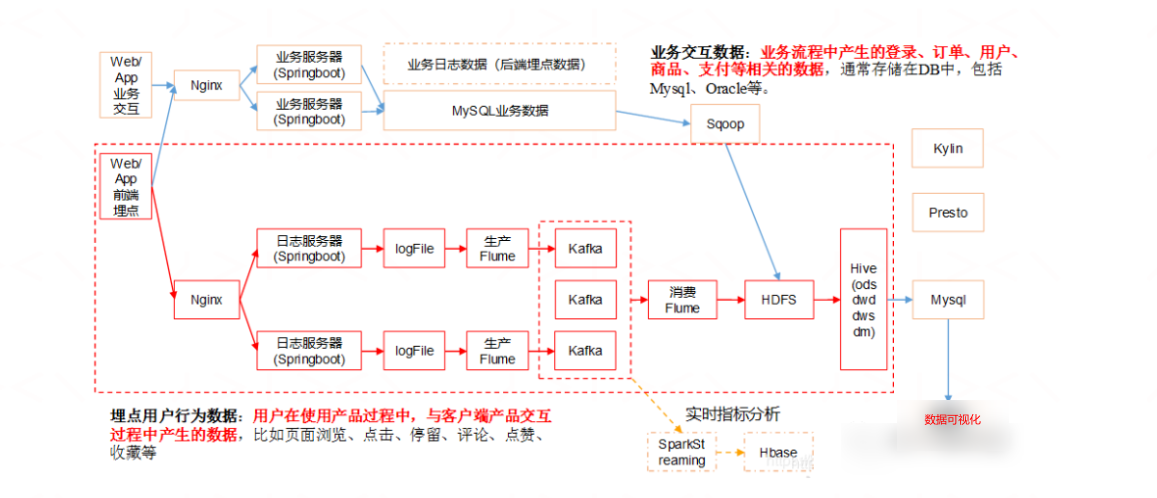 Web/
App
业务
交互
Nginx
业务服务器
(Springboot)
业务服务器
(Springboot)
业务日志数据（后端埋点数据）
MySQL业务数据
Sqoop
业务交互数据：业务流程中产生的登录、订单、用户、
商品、支付等相关的数据，通常存储在DB中，包括
Mysql、Oracle等。
Web/
App
前端
埋点
Nginx
日志服务器
(Springboot)
logFile
生产
Flume
Kafka
Kafka
日志服务器
(Springboot)
logFile
生产
Flume
Kafka
消费
Flume
HDFS
Hive
(ods
dwd
dws
dm)
Kylin
Presto
Mysql
数据可视化
埋点用户行为数据：用户在使用产品过程中，与客户端产品交互
过程中产生的数据，比如页面浏览、点击、停留、评论、点赞、
收藏等
实时指标分析
SparkSt
reaming
Hbase